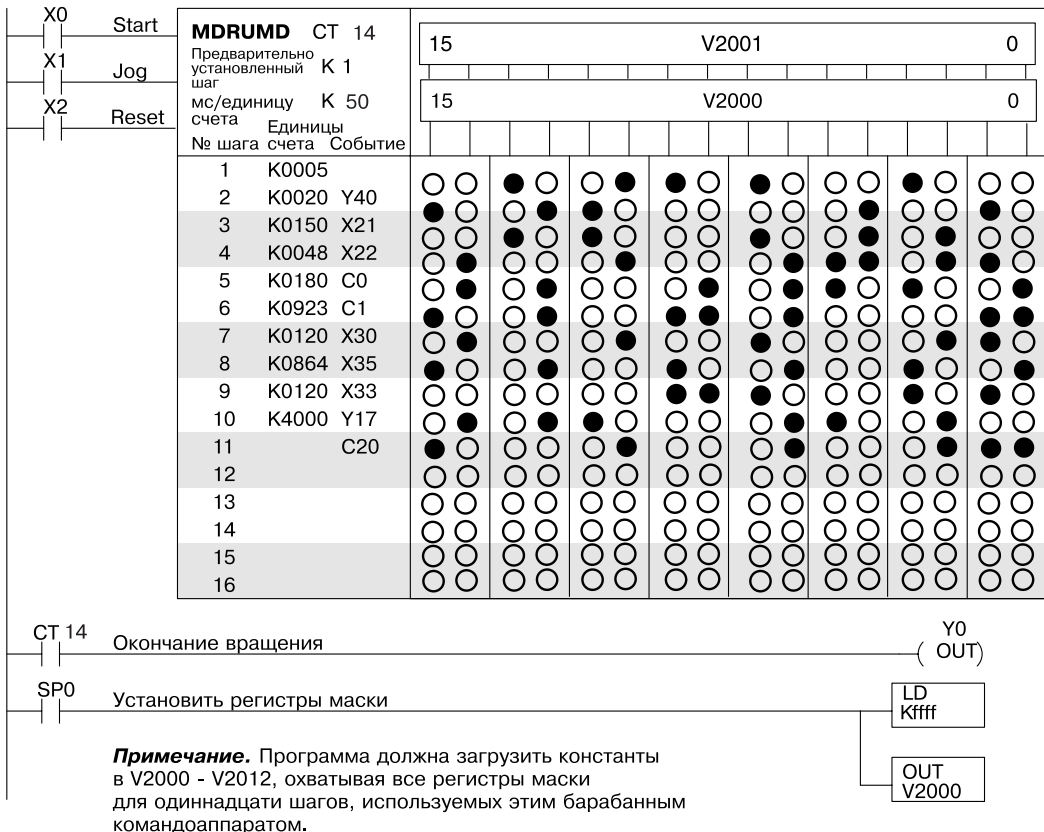 X0
Start
X1
Jog
X2
Reset
MDRUMD CT 14
Предварительно
установленный K 1
шаг
мс/единицу K 50
счета
Единицы
№ шага счета Событие
15 V2001 0
15 V2000 0
1 K0005
2 K0020 Y40
3 K0150 X21
4 K0048 X22
5 K0180 C0
6 K0923 C1
7 K0120 X30
8 K0864 X35
9 K0120 X33
10 K4000 Y17
11 C20
12
13
14
15
16
CT 14
Окончание вращения
Y0
( OUT)
SP0
Установить регистры маски
LD
Kffff
OUT
V2000
Примечание. Программа должна загрузить константы
в V2000 - V2012, охватывая все регистры маски
для одиннадцати шагов, используемых этим барабанным
командоаппаратом.